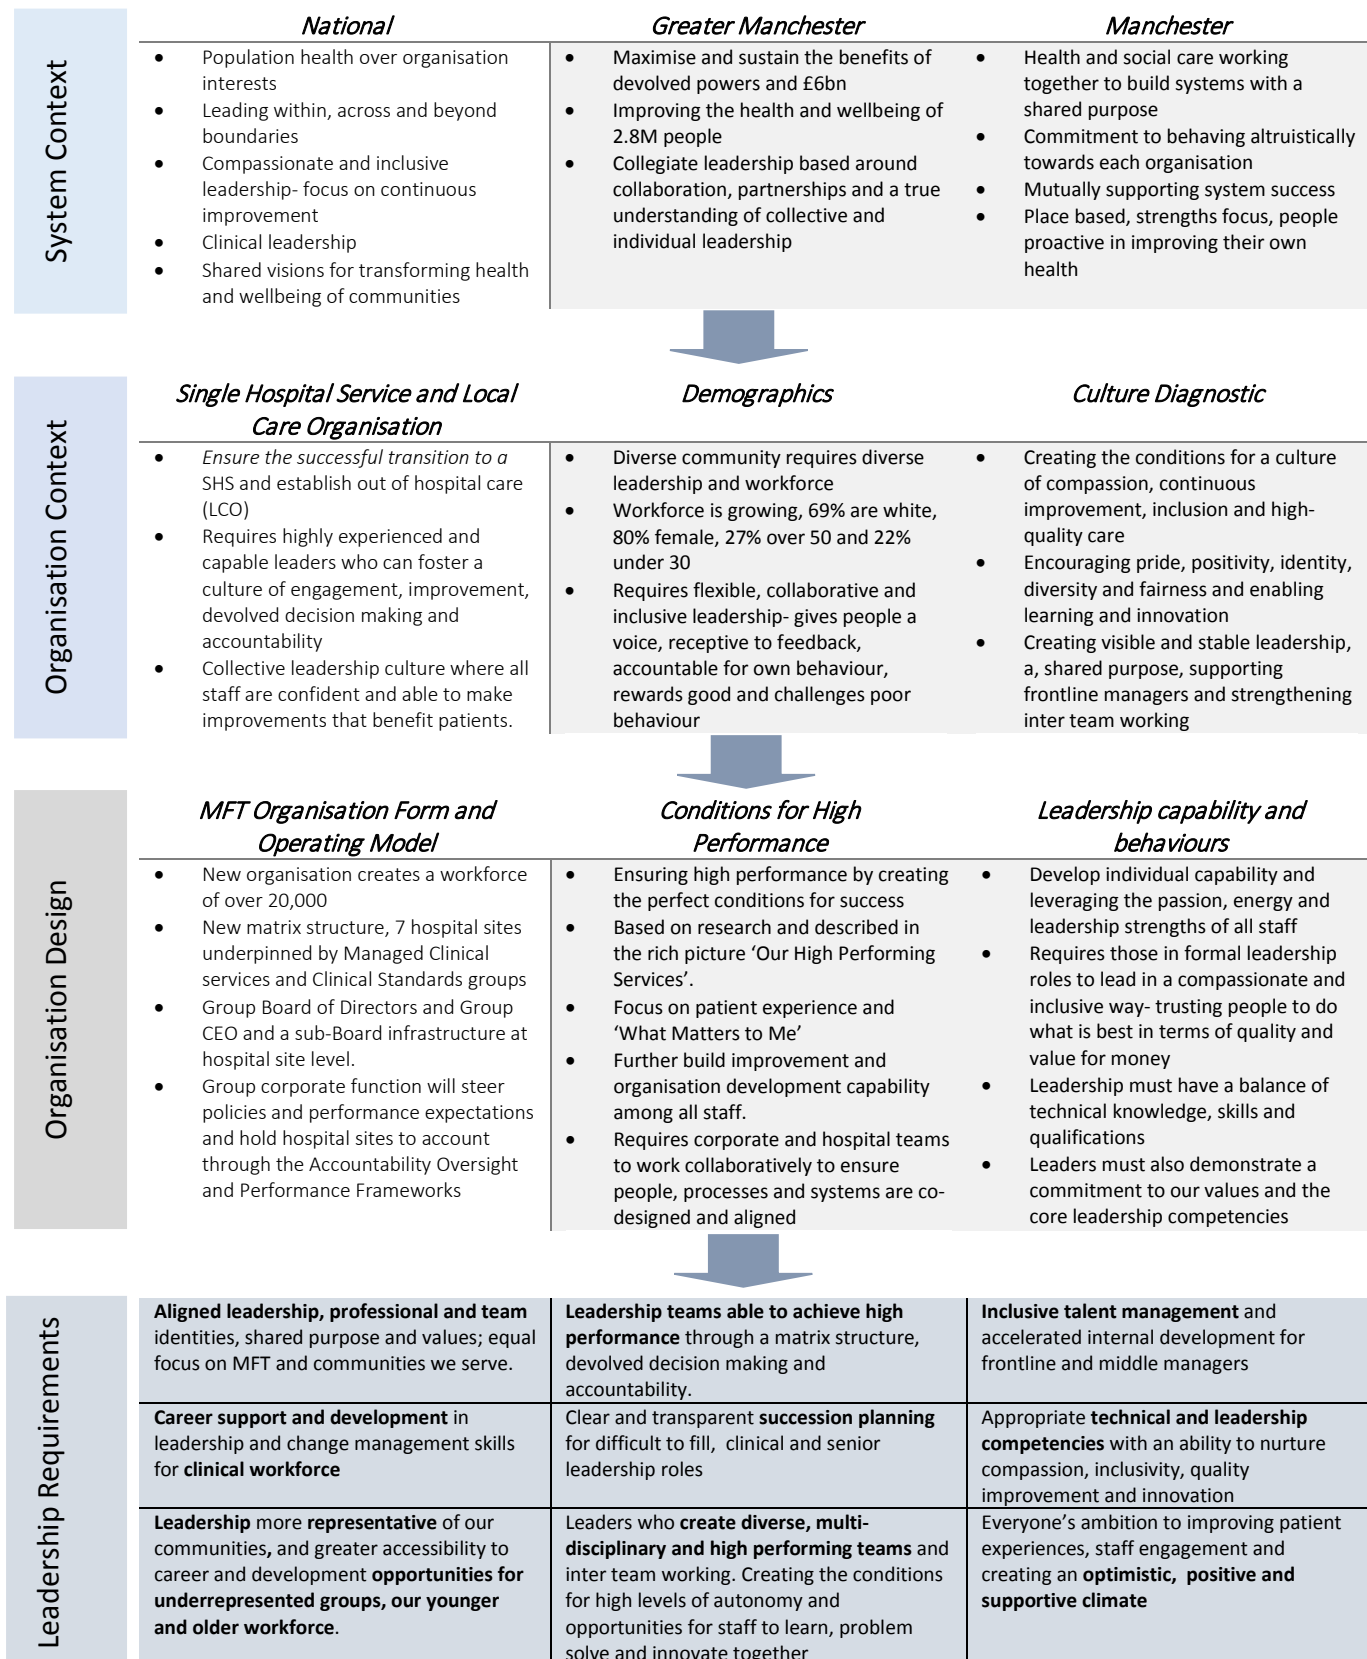 System Context
National
• Population health over organisation
interests
• Leading within, across and beyond
boundaries
• Compassionate and inclusive
leadership- focus on continuous
improvement
• Clinical leadership
• Shared visions for transforming health
and wellbeing of communities
Greater Manchester
• Maximise and sustain the benefits of
devolved powers and £6bn
• Improving the health and wellbeing of
2.8M people
• Collegiate leadership based around
collaboration, partnerships and a true
understanding of collective and
individual leadership
Manchester
• Health and social care working
together to build systems with a
shared purpose
• Commitment to behaving altruistically
towards each organisation
• Mutually supporting system success
• Place based, strengths focus, people
proactive in improving their own
health
Organisation Context
Single Hospital Service and Local
Care Organisation
• Ensure the successful transition to a
SHS and establish out of hospital care
(LCO)
• Requires highly experienced and
capable leaders who can foster a
culture of engagement, improvement,
devolved decision making and
accountability
• Collective leadership culture where all
staff are confident and able to make
improvements that benefit patients.
Demographics
• Diverse community requires diverse
leadership and workforce
• Workforce is growing, 69% are white,
80% female, 27% over 50 and 22%
under 30
• Requires flexible, collaborative and
inclusive leadership- gives people a
voice, receptive to feedback,
accountable for own behaviour,
rewards good and challenges poor
behaviour
Culture Diagnostic
• Creating the conditions for a culture
of compassion, continuous
improvement, inclusion and high-
quality care
• Encouraging pride, positivity, identity,
diversity and fairness and enabling
learning and innovation
• Creating visible and stable leadership,
a, shared purpose, supporting
frontline managers and strengthening
inter team working
Organisation Design
MFT Organisation Form and
Operating Model
• New organisation creates a workforce
of over 20,000
• New matrix structure, 7 hospital sites
underpinned by Managed Clinical
services and Clinical Standards groups
• Group Board of Directors and Group
CEO and a sub-Board infrastructure at
hospital site level.
• Group corporate function will steer
policies and performance expectations
and hold hospital sites to account
through the Accountability Oversight
and Performance Frameworks
Conditions for High
Performance
• Ensuring high performance by creating
the perfect conditions for success
• Based on research and described in
the rich picture ‘Our High Performing
Services’.
• Focus on patient experience and
‘What Matters to Me’
• Further build improvement and
organisation development capability
among all staff.
• Requires corporate and hospital teams
to work collaboratively to ensure
people, processes and systems are co-
designed and aligned
Leadership capability and
behaviours
• Develop individual capability and
leveraging the passion, energy and
leadership strengths of all staff
• Requires those in formal leadership
roles to lead in a compassionate and
inclusive way- trusting people to do
what is best in terms of quality and
value for money
• Leadership must have a balance of
technical knowledge, skills and
qualifications
• Leaders must also demonstrate a
commitment to our values and the
core leadership competencies
Leadership Requirements
Aligned leadership, professional and team
identities, shared purpose and values; equal
focus on MFT and communities we serve.
Leadership teams able to achieve high
performance through a matrix structure,
devolved decision making and
accountability.
Inclusive talent management and
accelerated internal development for
frontline and middle managers
Career support and development in
leadership and change management skills
for clinical workforce
Clear and transparent succession planning
for difficult to fill, clinical and senior
leadership roles
Appropriate technical and leadership
competencies with an ability to nurture
compassion, inclusivity, quality
improvement and innovation
Leadership more representative of our
communities, and greater accessibility to
career and development opportunities for
underrepresented groups, our younger
and older workforce.
Leaders who create diverse, multi-
disciplinary and high performing teams and
inter team working. Creating the conditions
for high levels of autonomy and
opportunities for staff to learn, problem
solve and innovate together
Everyone’s ambition to improving patient
experiences, staff engagement and
creating an optimistic, positive and
supportive climate